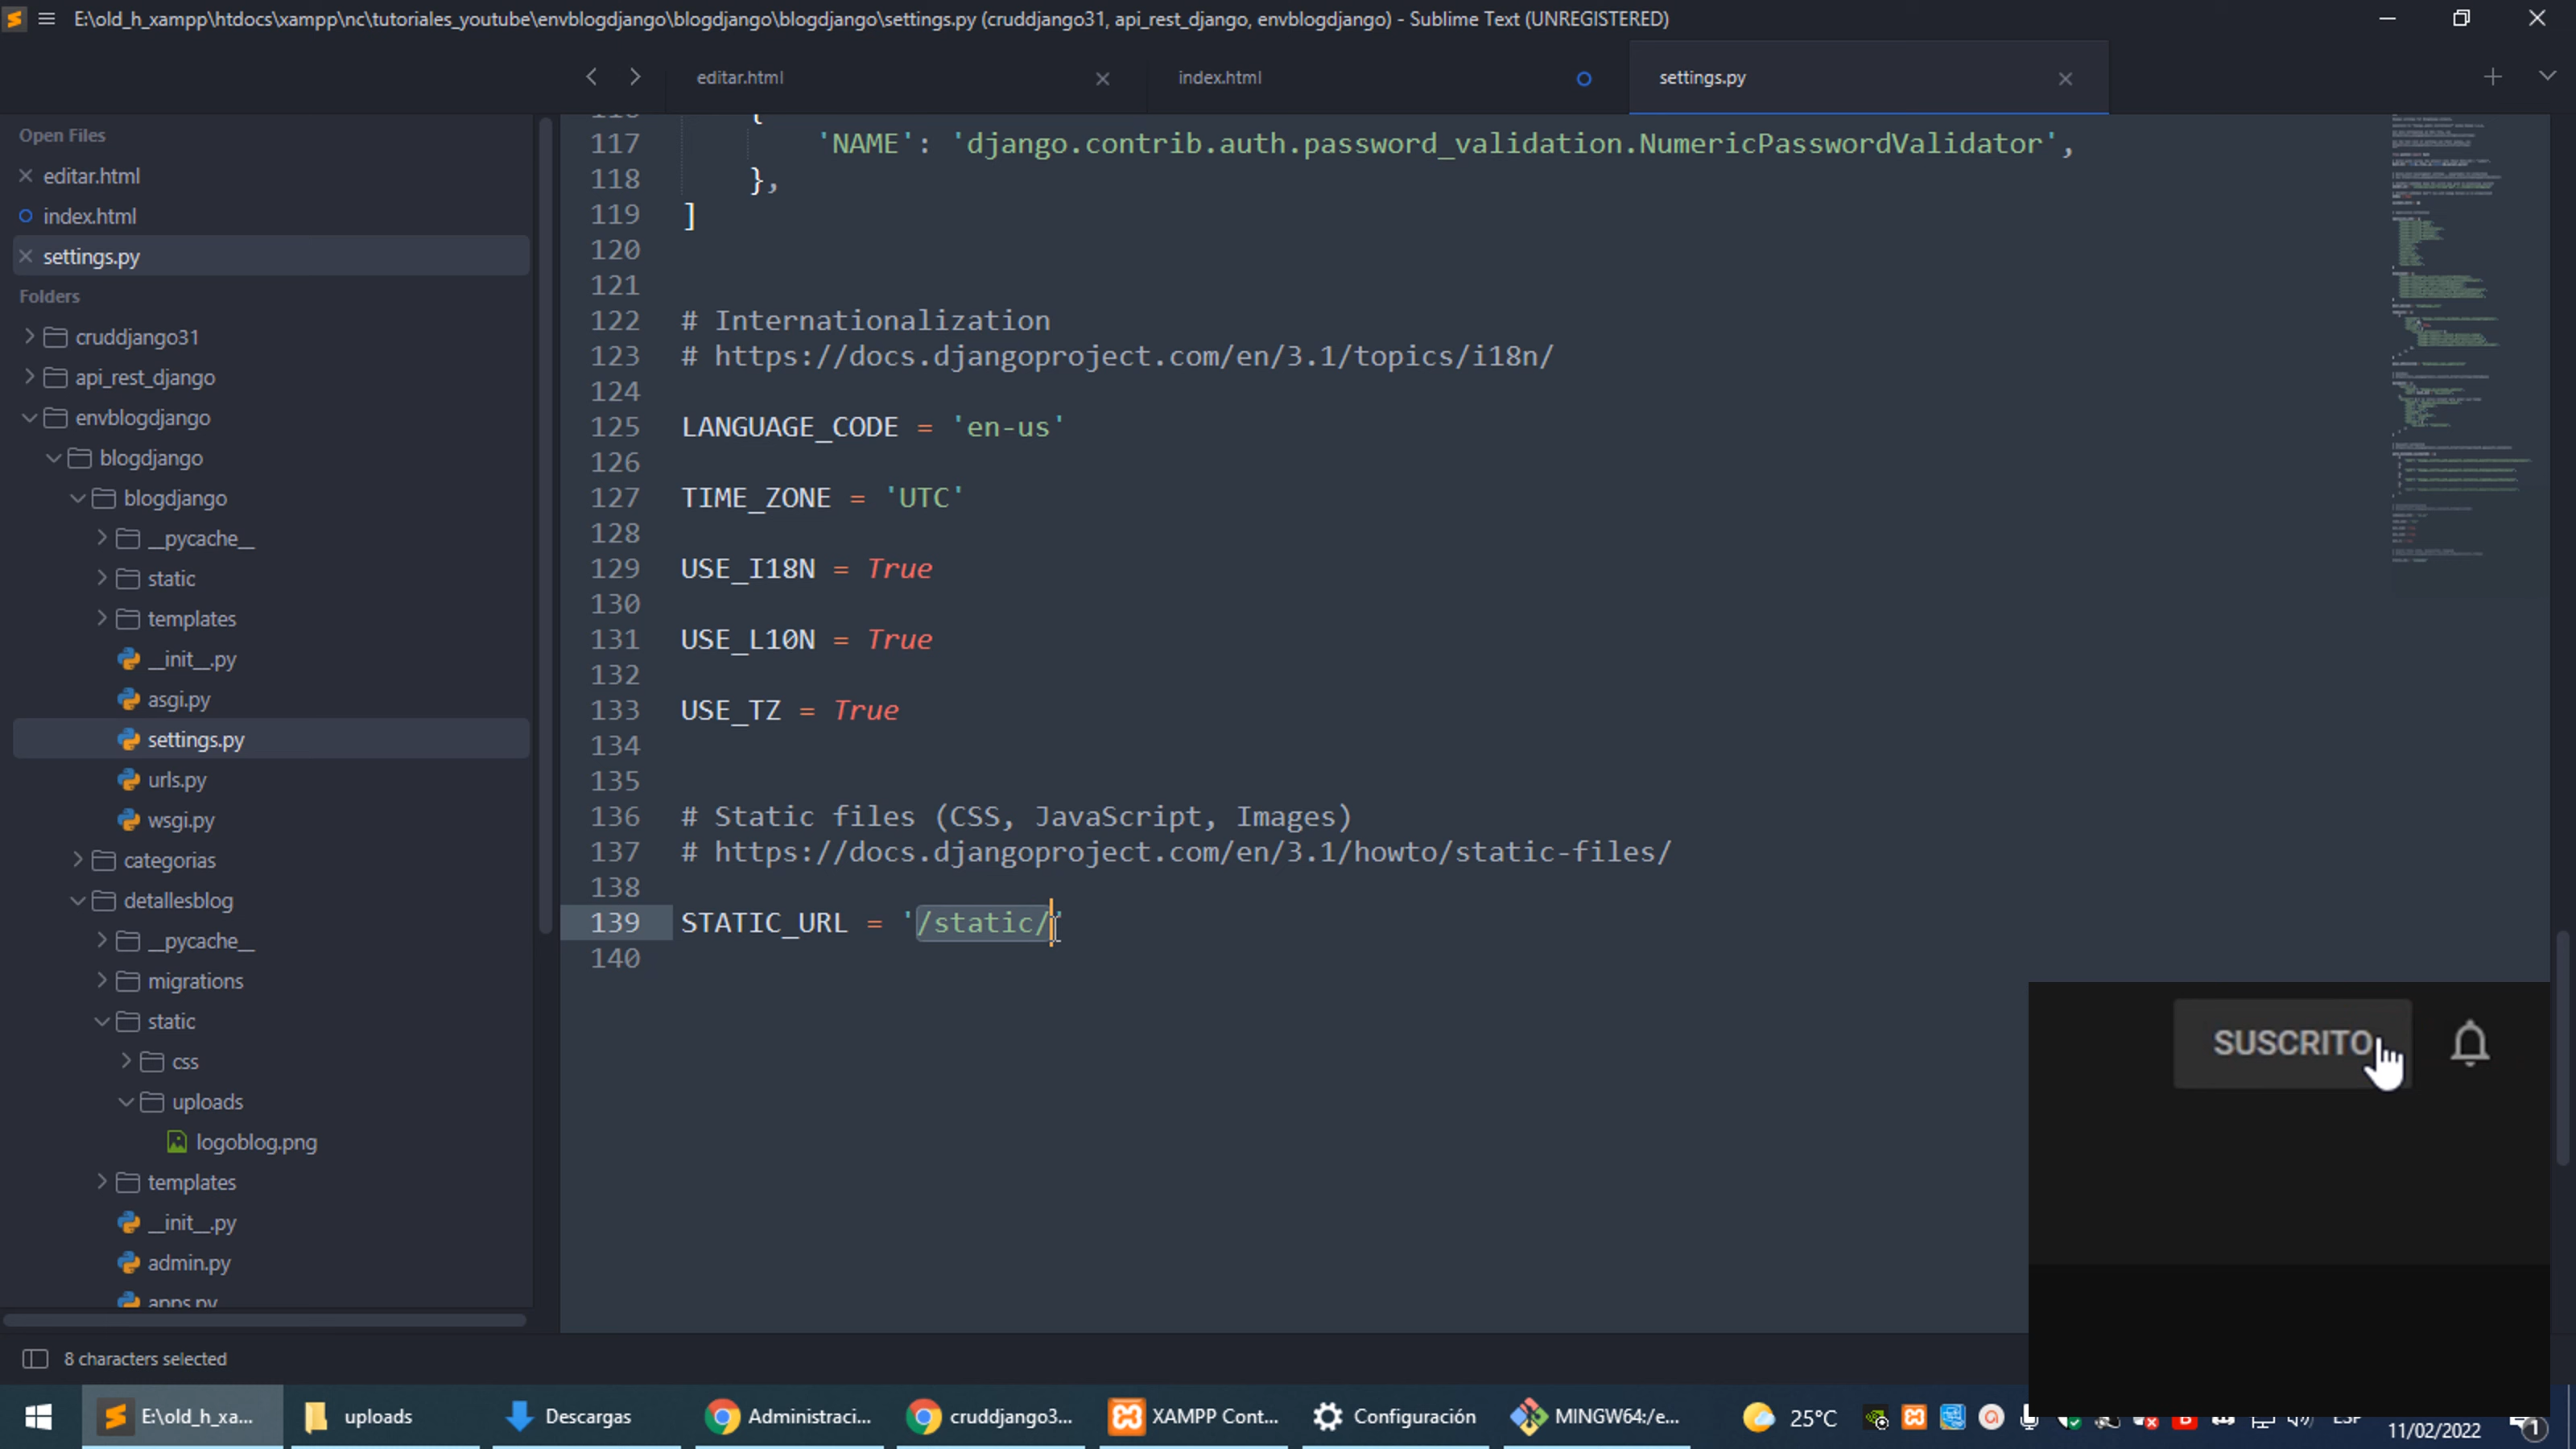 E:\old_h_xampp\htdocs\xampp\nc\tutoriales_youtube\envblogdjango\blogdjango\blogdjango\settings.py (cruddjango31, api_rest_django, envblogdjango) - Sublime Text (UNREGISTERED)
editar.html
index.html
settings.py
Open Files
editar.html
index.html
settings.py
Folders
cruddjango31
api_rest_django
envblogdjango
blogdjango
blogdjango
__pycache__
static
templates
__init__.py
asgi.py
settings.py
urls.py
wsgi.py
categorias
detallesblog
__pycache__
migrations
static
css
uploads
logoblog.png
templates
__init__.py
admin.py
apps.py
116 {
117 'NAME': 'django.contrib.auth.password_validation.NumericPasswordValidator',
118 },
119 ]
120
121
122 # Internationalization
123 # https://docs.djangoproject.com/en/3.1/topics/i18n/
124
125 LANGUAGE_CODE = 'en-us'
126
127 TIME_ZONE = 'UTC'
128
129 USE_I18N = True
130
131 USE_L10N = True
132
133 USE_TZ = True
134
135
136 # Static files (CSS, JavaScript, Images)
137 # https://docs.djangoproject.com/en/3.1/howto/static-files/
138
139 STATIC_URL = '/static/'
140
SUSCRITO
8 characters selected
E:\old_h_xa...
uploads
Descargas
Administraci...
cruddjango3...
XAMPP Cont...
Configuración
MINGW64:/e...
25°C
ESP
11/02/2022
1